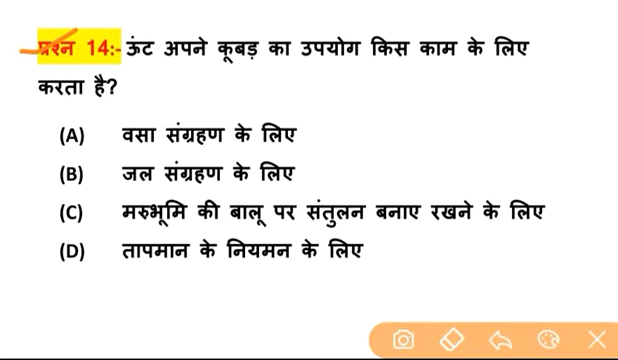 प्रश्न 14:- ऊंट अपने कूबड़ का उपयोग किस काम के लिए
करता है?
(A) वसा संग्रहण के लिए
(B) जल संग्रहण के लिए
(C) मरुभूमि की बालू पर संतुलन बनाए रखने के लिए
(D) तापमान के नियमन के लिए